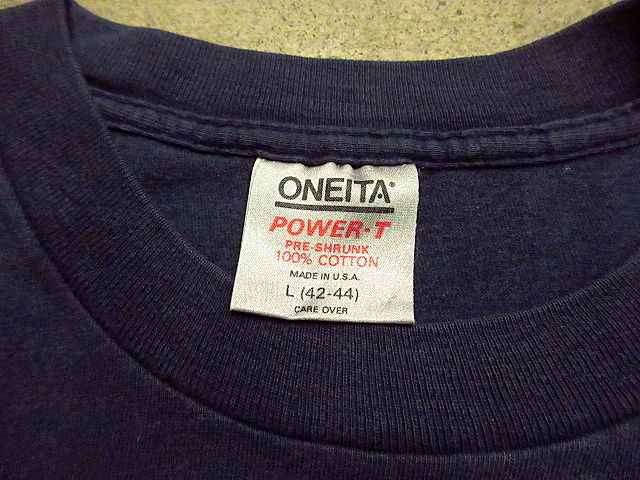 ONEITA®
POWER-T
PRE-SHRUNK
100% COTTON
MADE IN U.S.A.
L (42-44)
CARE OVER